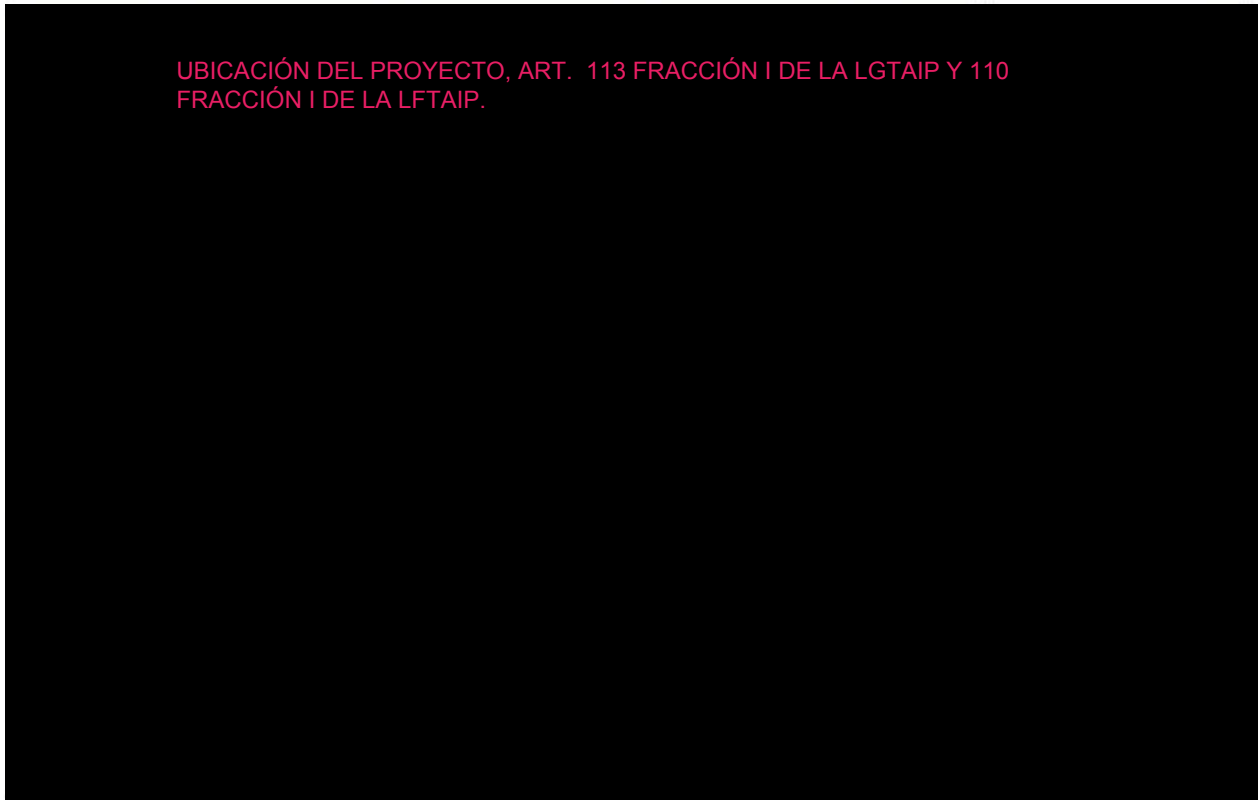 UBICACIÓN DEL PROYECTO, ART.  113 FRACCIÓN I DE LA LGTAIP Y 110
FRACCIÓN I DE LA LFTAIP.